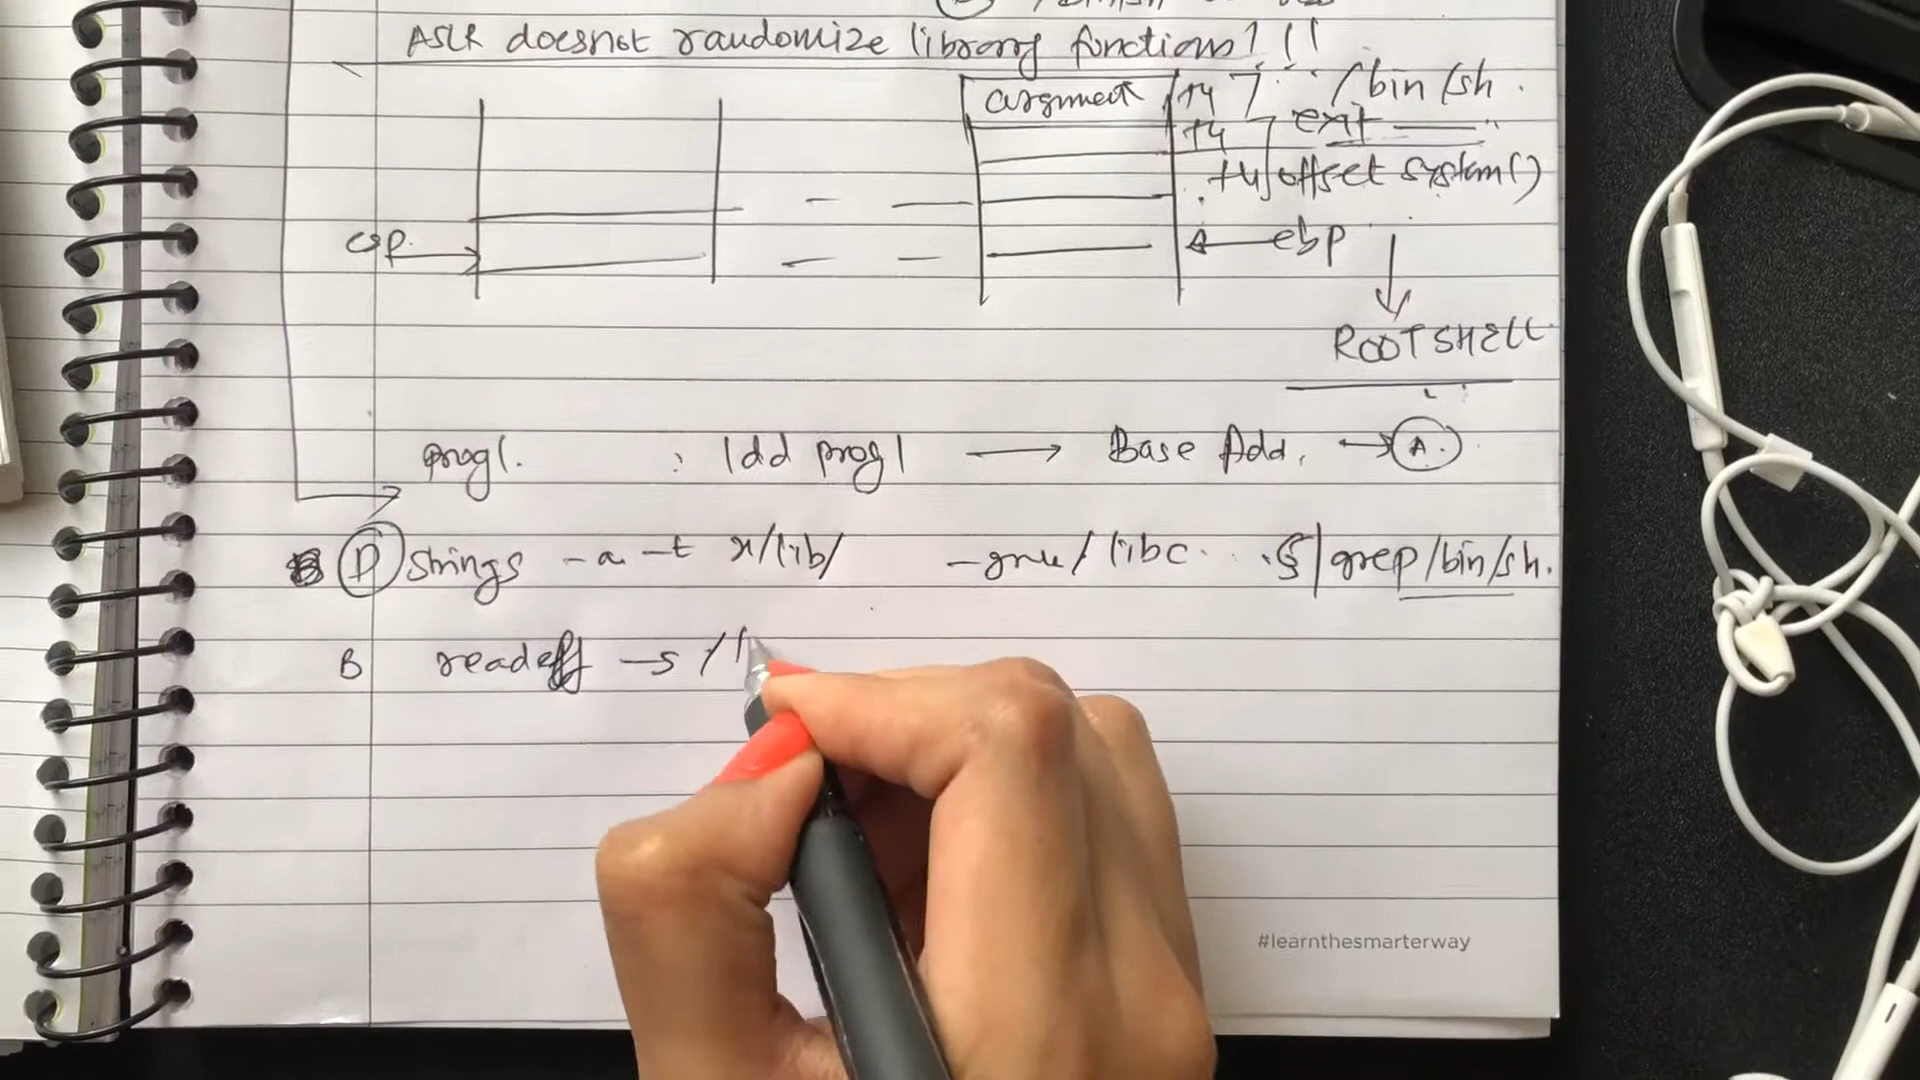 ASLR doesnot randomize library functions!!!
argument +4 /bin/sh.
+4 exit
+4 offset system()
esp. ebp
ROOTSHELL
prog1. : ldd prog1 → Base Add. → A.
D strings -a -t x/lib/ -gnu/libc... | grep /bin/sh.
B readelf -s /l
#learnthesmarterway